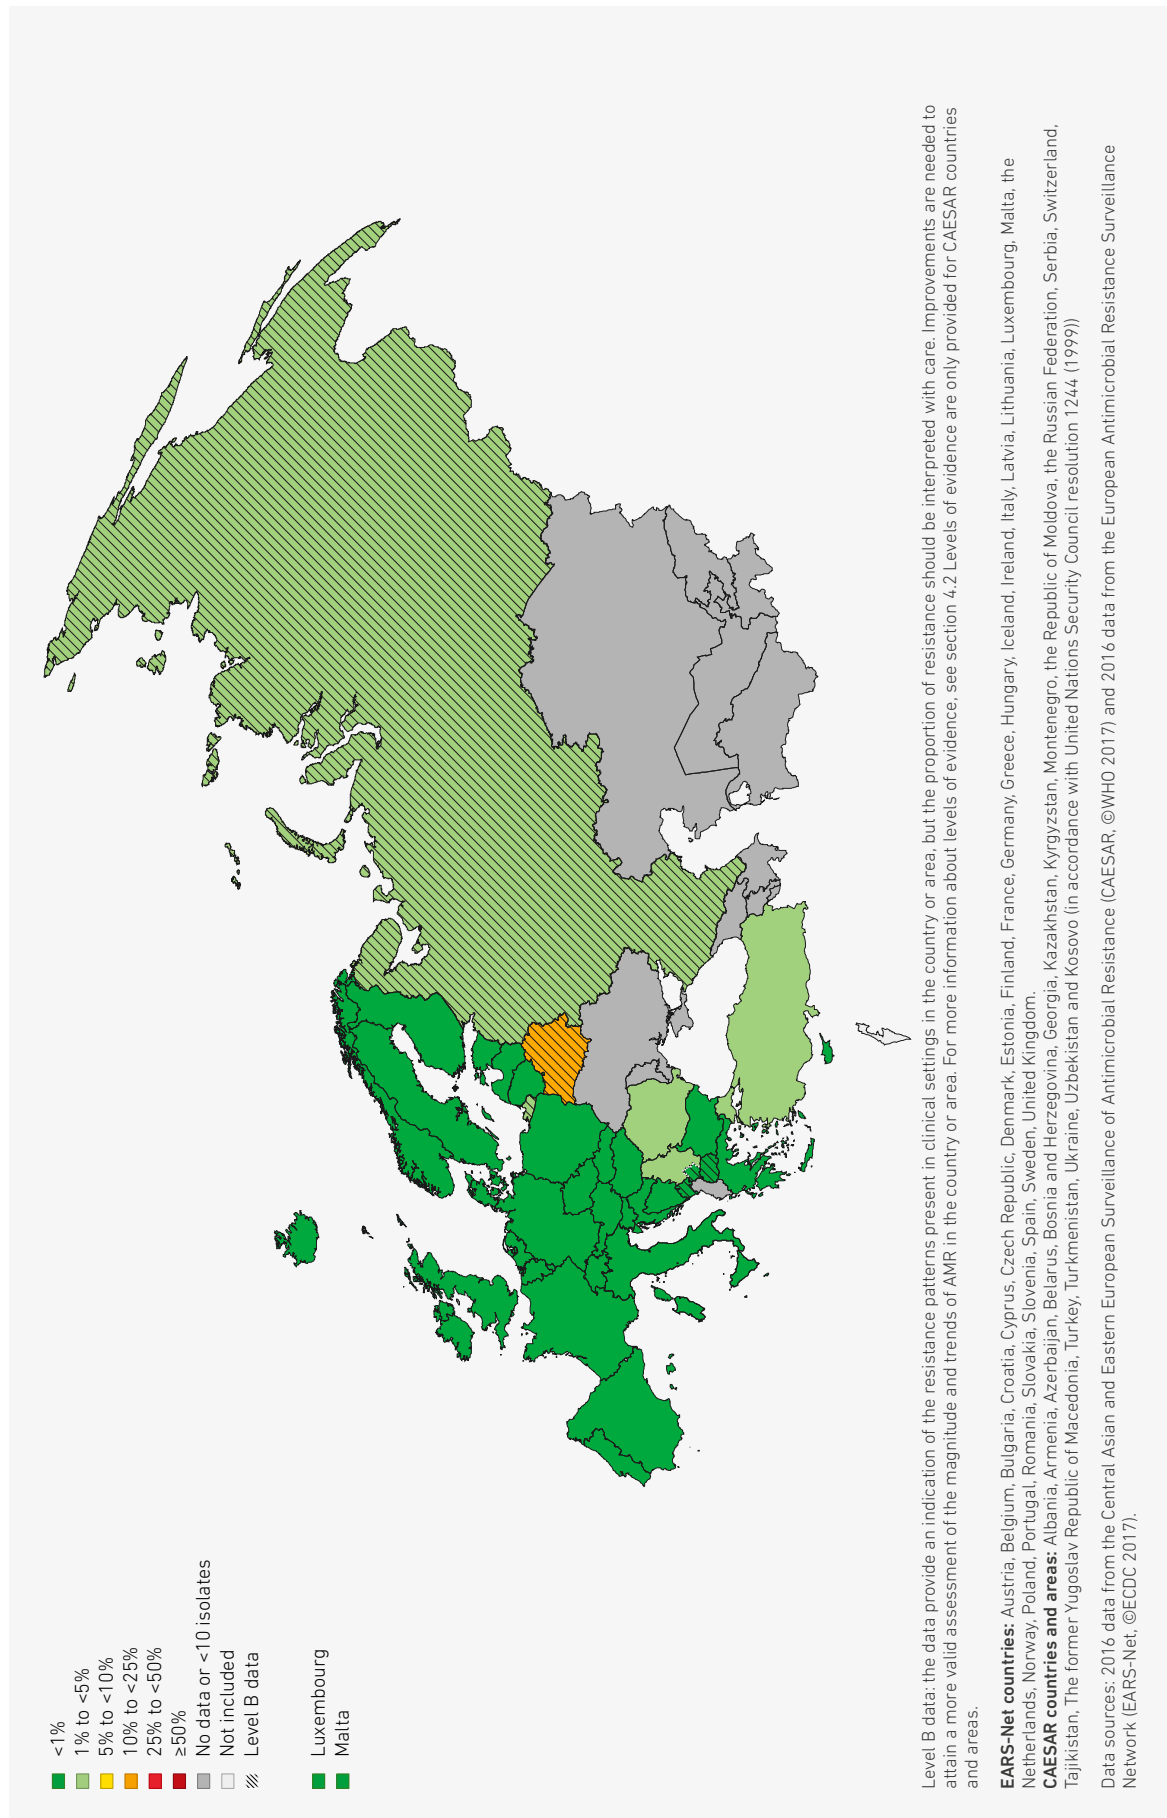 <1%
1% to <5%
5% to <10%
10% to <25%
25% to <50%
≥50%
No data or <10 isolates
Not included
Level B data
Luxembourg
Malta
Level B data: the data provide an indication of the resistance patterns present in clinical settings in the country or area, but the proportion of resistance should be interpreted with care. Improvements are needed to
attain a more valid assessment of the magnitude and trends of AMR in the country or area. For more information about levels of evidence, see section 4.2 Levels of evidence are only provided for CAESAR countries
and areas.
EARS-Net countries: Austria, Belgium, Bulgaria, Croatia, Cyprus, Czech Republic, Denmark, Estonia, Finland, France, Germany, Greece, Hungary, Iceland, Ireland, Italy, Latvia, Lithuania, Luxembourg, Malta, the
Netherlands, Norway, Poland, Portugal, Romania, Slovakia, Slovenia, Spain, Sweden, United Kingdom.
CAESAR countries and areas: Albania, Armenia, Azerbaijan, Belarus, Bosnia and Herzegovina, Georgia, Kazakhstan, Kyrgyzstan, Montenegro, the Republic of Moldova, the Russian Federation, Serbia, Switzerland,
Tajikistan, The former Yugoslav Republic of Macedonia, Turkey, Turkmenistan, Ukraine, Uzbekistan and Kosovo (in accordance with United Nations Security Council resolution 1244 (1999))
Data sources: 2016 data from the Central Asian and Eastern European Surveillance of Antimicrobial Resistance (CAESAR, ©WHO 2017) and 2016 data from the European Antimicrobial Resistance Surveillance
Network (EARS-Net, ©ECDC 2017).